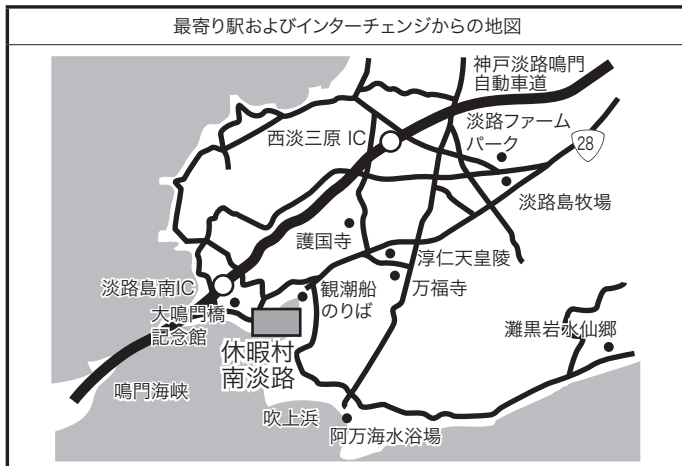 最寄り駅およびインターチェンジからの地図
神戸淡路鳴門
自動車道
淡路ファーム
パーク
28
西淡三原 IC
淡路島牧場
護国寺
淳仁天皇陵
淡路島南IC
観潮船
のりば
万福寺
大鳴門橋
記念館
灘黒岩水仙郷
休暇村
南淡路
鳴門海峡
吹上浜
阿万海水浴場